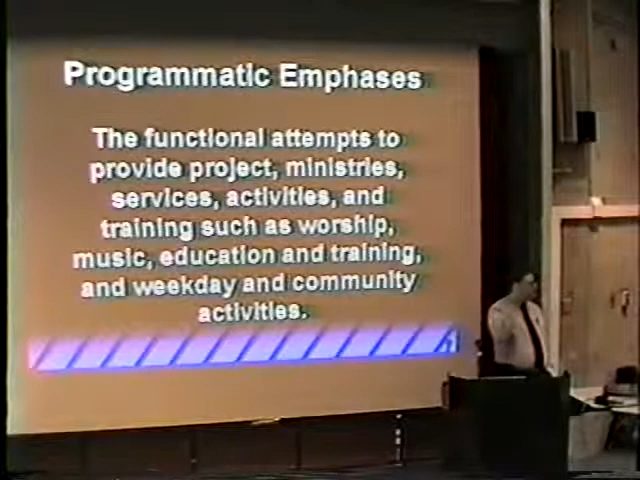 Programmatic Emphases
The functional attempts to
provide project, ministries,
services, activities, and
training such as worship,
music, education and training,
and weekday and community
activities.